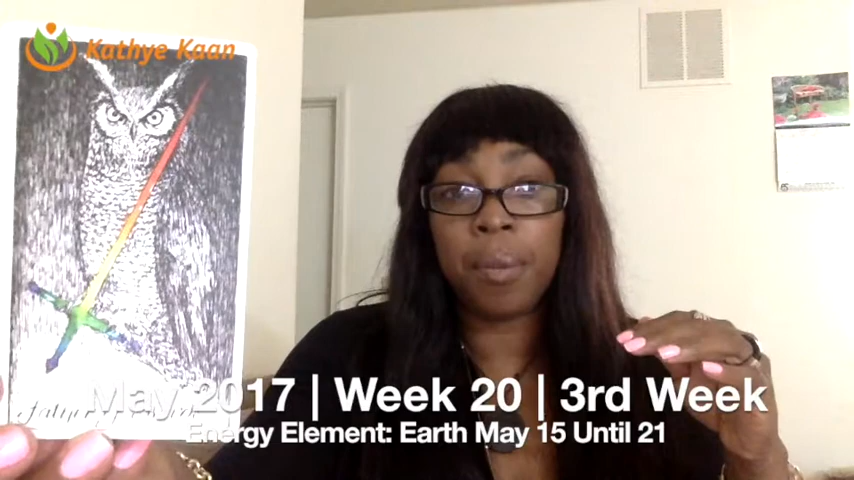 Kathye Kaan
May 2017 | Week 20 | 3rd Week
Energy Element: Earth May 15 Until 21